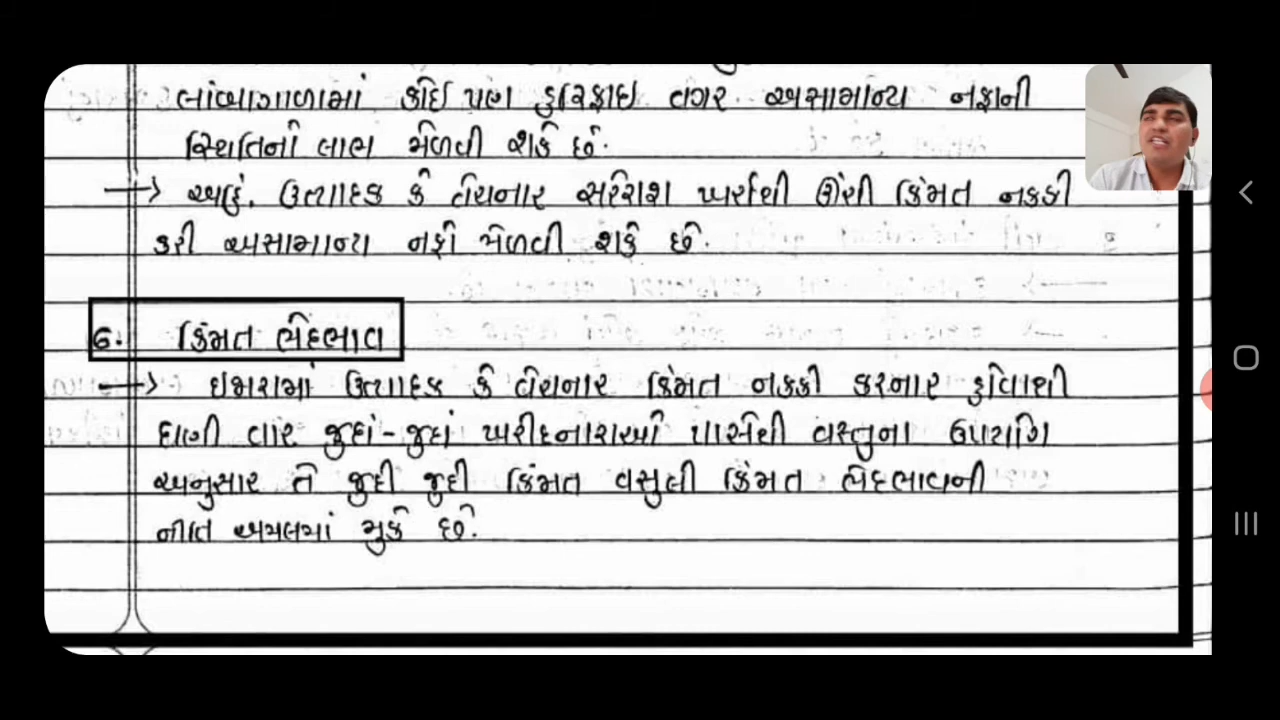 લાંબાગાળામાં કોઈ પણ હરિફાઇ વગર અસામાન્ય નફાની
સ્થિતિનો લાભ મેળવી શકે છે.
→ અહીં, ઉત્પાદક કે વેચનાર સરેરાશ ખર્ચથી ઊંચી કિંમત નકકી
કરી અસામાન્ય નફો મેળવી શકે છે.
6. કિંમત ભેદભાવ
→ ઇજારામાં ઉત્પાદક કે વેચનાર કિંમત નકકી કરનાર હોવાથી
ઘણી વાર જુદાં-જુદાં ખરીદનારાઓ પાસેથી વસ્તુના ઉપયોગ
અનુસાર તે જુદી જુદી કિંમત વસુલી કિંમત ભેદભાવની
નીતિ અમલમાં મુકે છે.